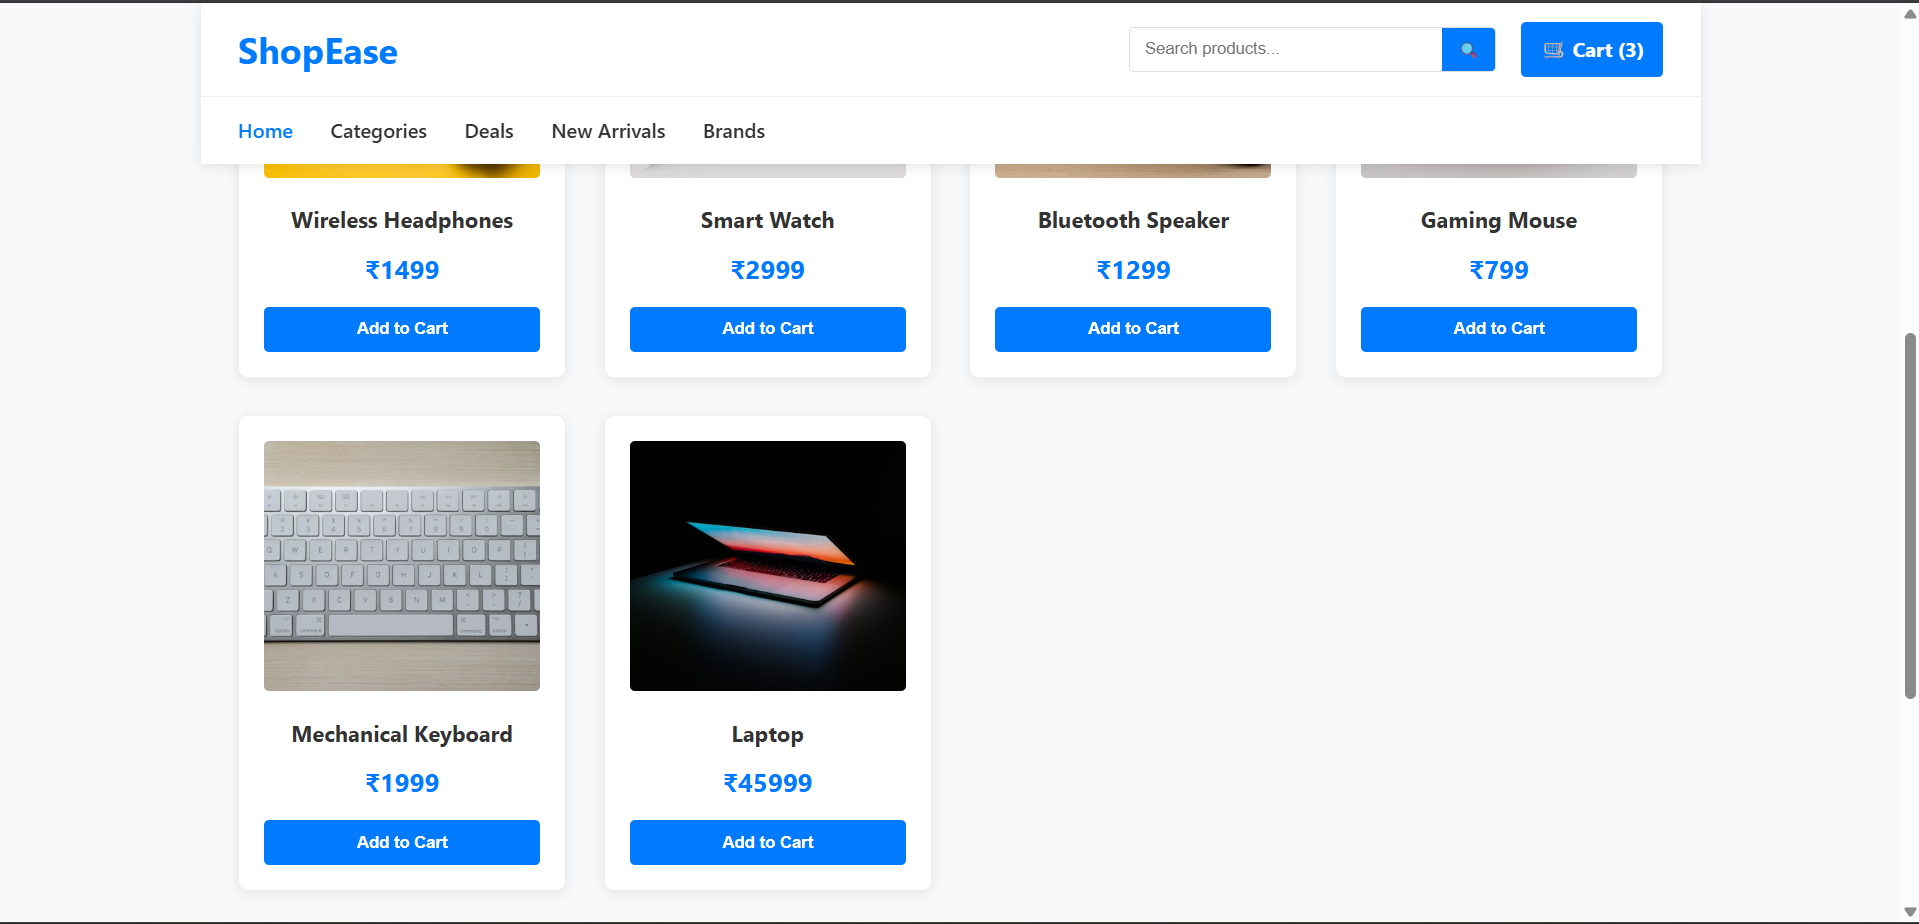 ShopEase
Search products...
Cart (3)
Home Categories Deals New Arrivals Brands
Wireless Headphones Smart Watch Bluetooth Speaker Gaming Mouse
₹1499 ₹2999 ₹1299 ₹799
Add to Cart Add to Cart Add to Cart Add to Cart
Mechanical Keyboard Laptop
₹1999 ₹45999
Add to Cart Add to Cart